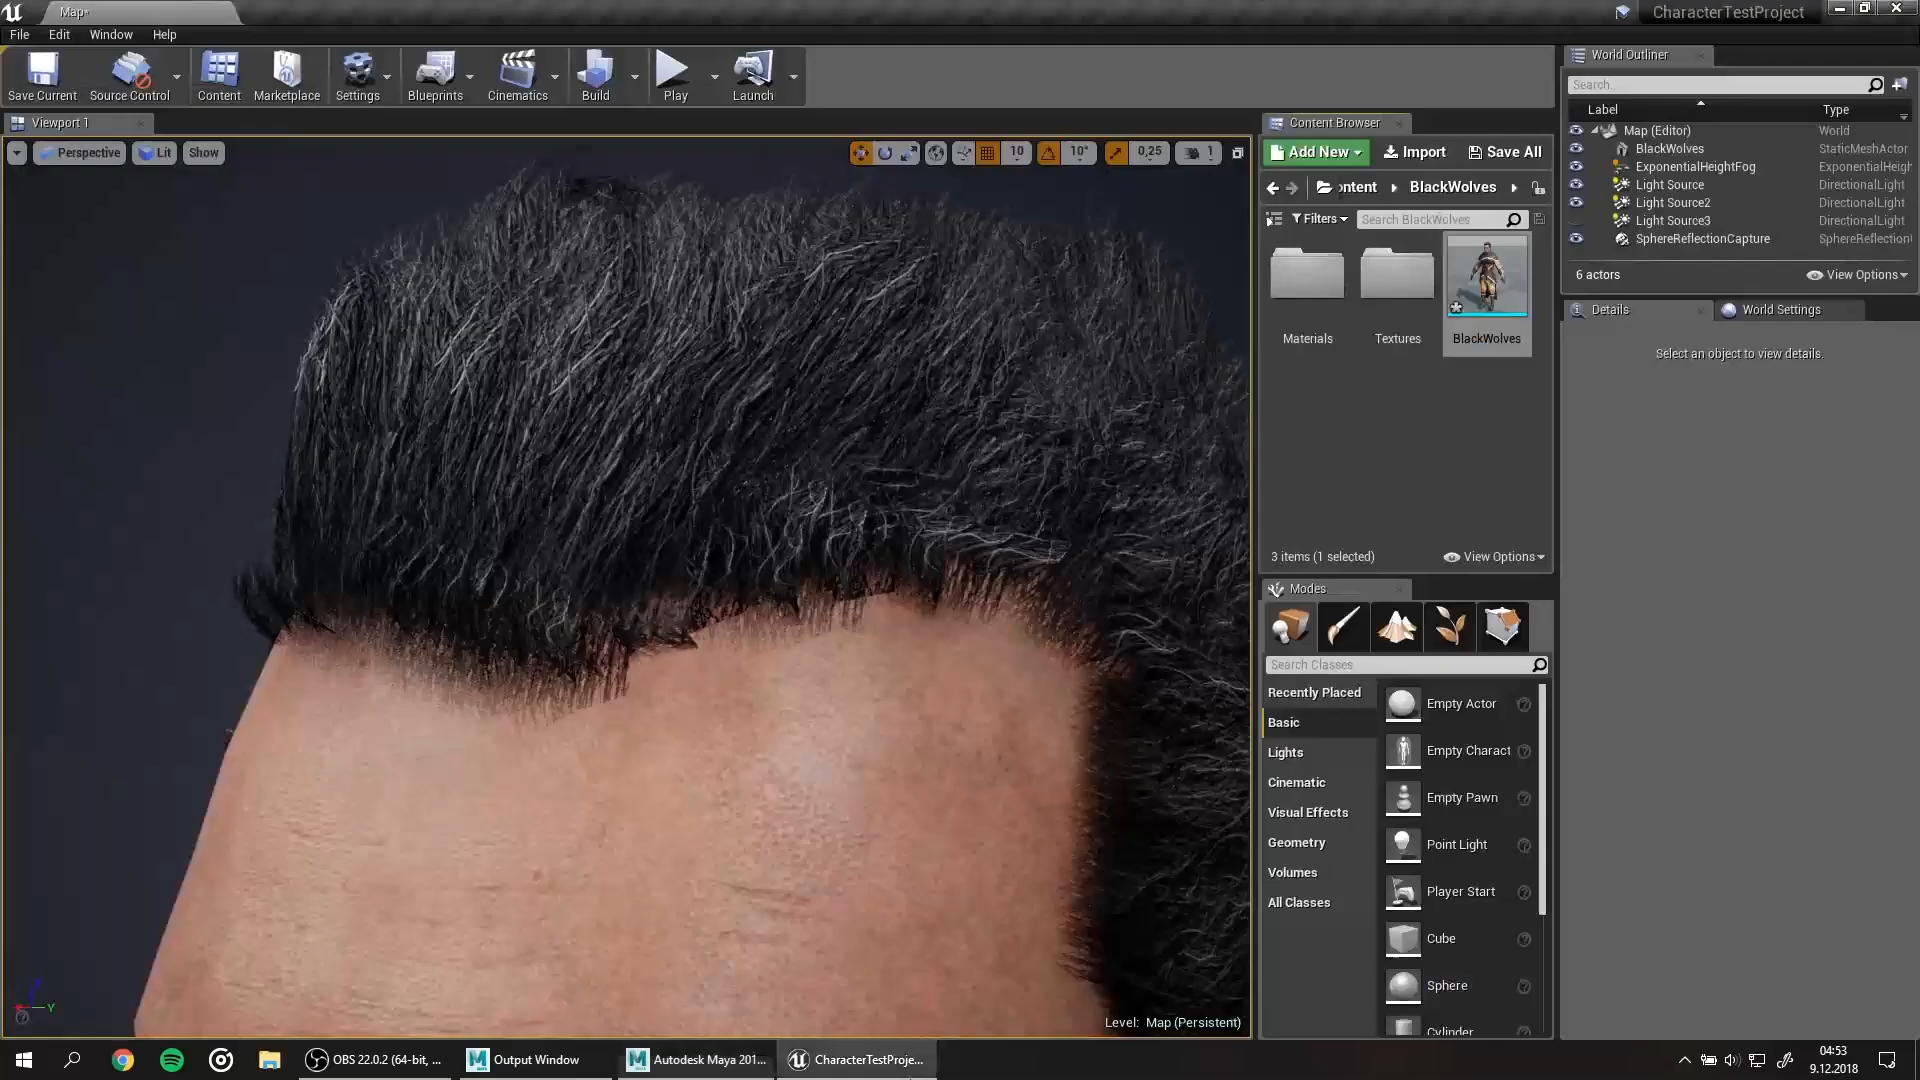 Map*
CharacterTestProject
File Edit Window Help
Save Current
Source Control
Content
Marketplace
Settings
Blueprints
Cinematics
Build
Play
Launch
Viewport 1
Perspective
Lit
Show
10
10°
0,25
1
Level: Map (Persistent)
Y
Content Browser
Add New
Import
Save All
ontent
BlackWolves
Filters
Search BlackWolves
Materials
Textures
BlackWolves
3 items (1 selected)
View Options
Modes
Search Classes
Recently Placed
Basic
Lights
Cinematic
Visual Effects
Geometry
Volumes
All Classes
Empty Actor
Empty Charact
Empty Pawn
Point Light
Player Start
Cube
Sphere
Cylinder
World Outliner
Search.
Label Type
Map (Editor) World
BlackWolves StaticMeshActor
ExponentialHeightFog ExponentialHeigh
Light Source DirectionalLight
Light Source2 DirectionalLight
Light Source3 DirectionalLight
SphereReflectionCapture SphereReflection
6 actors
View Options
Details
World Settings
Select an object to view details.
OBS 22.0.2 (64-bit, ...
Output Window
Autodesk Maya 201...
CharacterTestProje...
04:53
9.12.2018